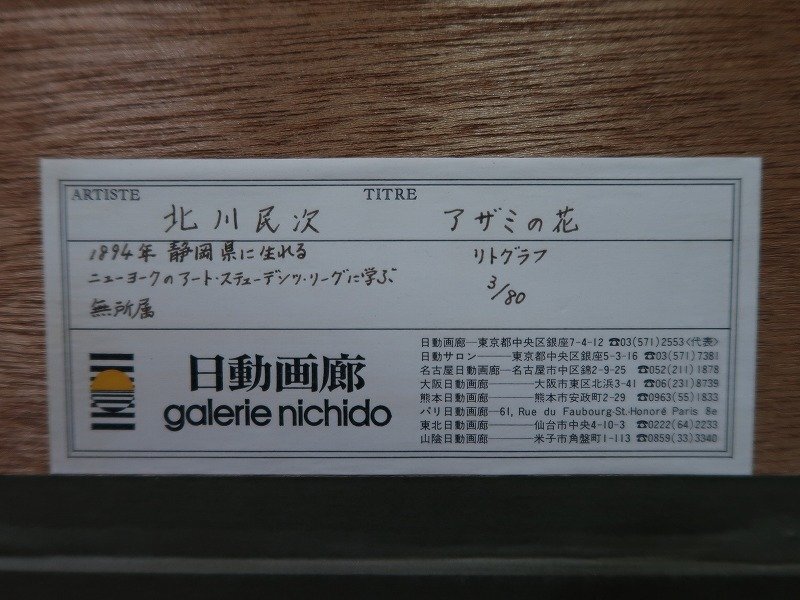 ARTISTE
TITRE
北川民次
アザミの花
1894年 静岡県に生れる
ニューヨークのアート・ステューデンツ・リーグに学ぶ
無所属
リトグラフ
3/80
日動画廊
galerie nichido
日動画廊―東京都中央区銀座7-4-12 ☎03(571)2553<代表>
日動サロン―――東京都中央区銀座5-3-16 ☎03(571)7381
名古屋日動画廊―名古屋市中区錦2-9-25 ☎052(211)1878
大阪日動画廊―――大阪市東区北浜3-41 ☎06(231)8739
熊本日動画廊―――熊本市安政町2-29 ☎0963(55)1833
パリ日動画廊―61, Rue du Faubourg-St.Honoré Paris 8e
東北日動画廊―――仙台市中央4-10-3 ☎0222(64)2233
山陰日動画廊―――米子市角盤町1-113 ☎0859(33)3340